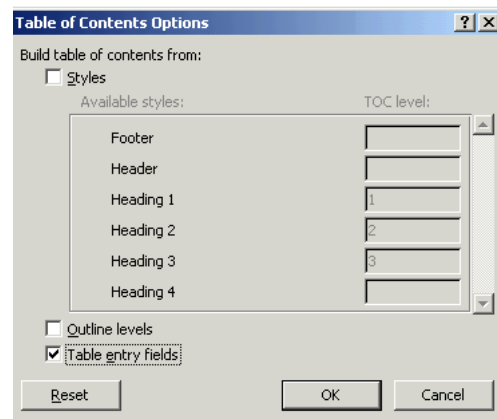 Table of Contents Options
Build table of contents from:
Styles
Available styles: TOC level:
Footer
Header
Heading 1 1
Heading 2 2
Heading 3 3
Heading 4
Outline levels
Table entry fields
Reset OK Cancel